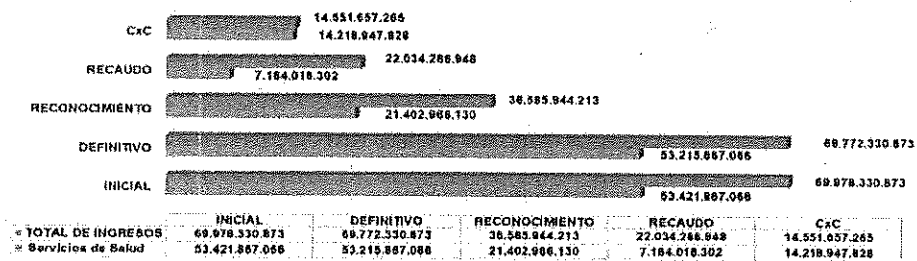 CxC 14.551.657.265
14.218.947.828
RECAUDO 22.034.286.948
7.184.018.302
RECONOCIMIENTO 36.585.944.213
21.402.966.130
DEFINITIVO 69.772.330.873
53.215.867.066
INICIAL 69.978.330.873
53.421.867.066
INICIAL DEFINITIVO RECONOCIMIENTO RECAUDO CxC
TOTAL DE INGRESOS 69.978.330.873 69.772.330.873 36.585.944.213 22.034.286.948 14.551.657.265
Servicios de Salud 53.421.867.066 53.215.867.066 21.402.966.130 7.184.018.302 14.218.947.828